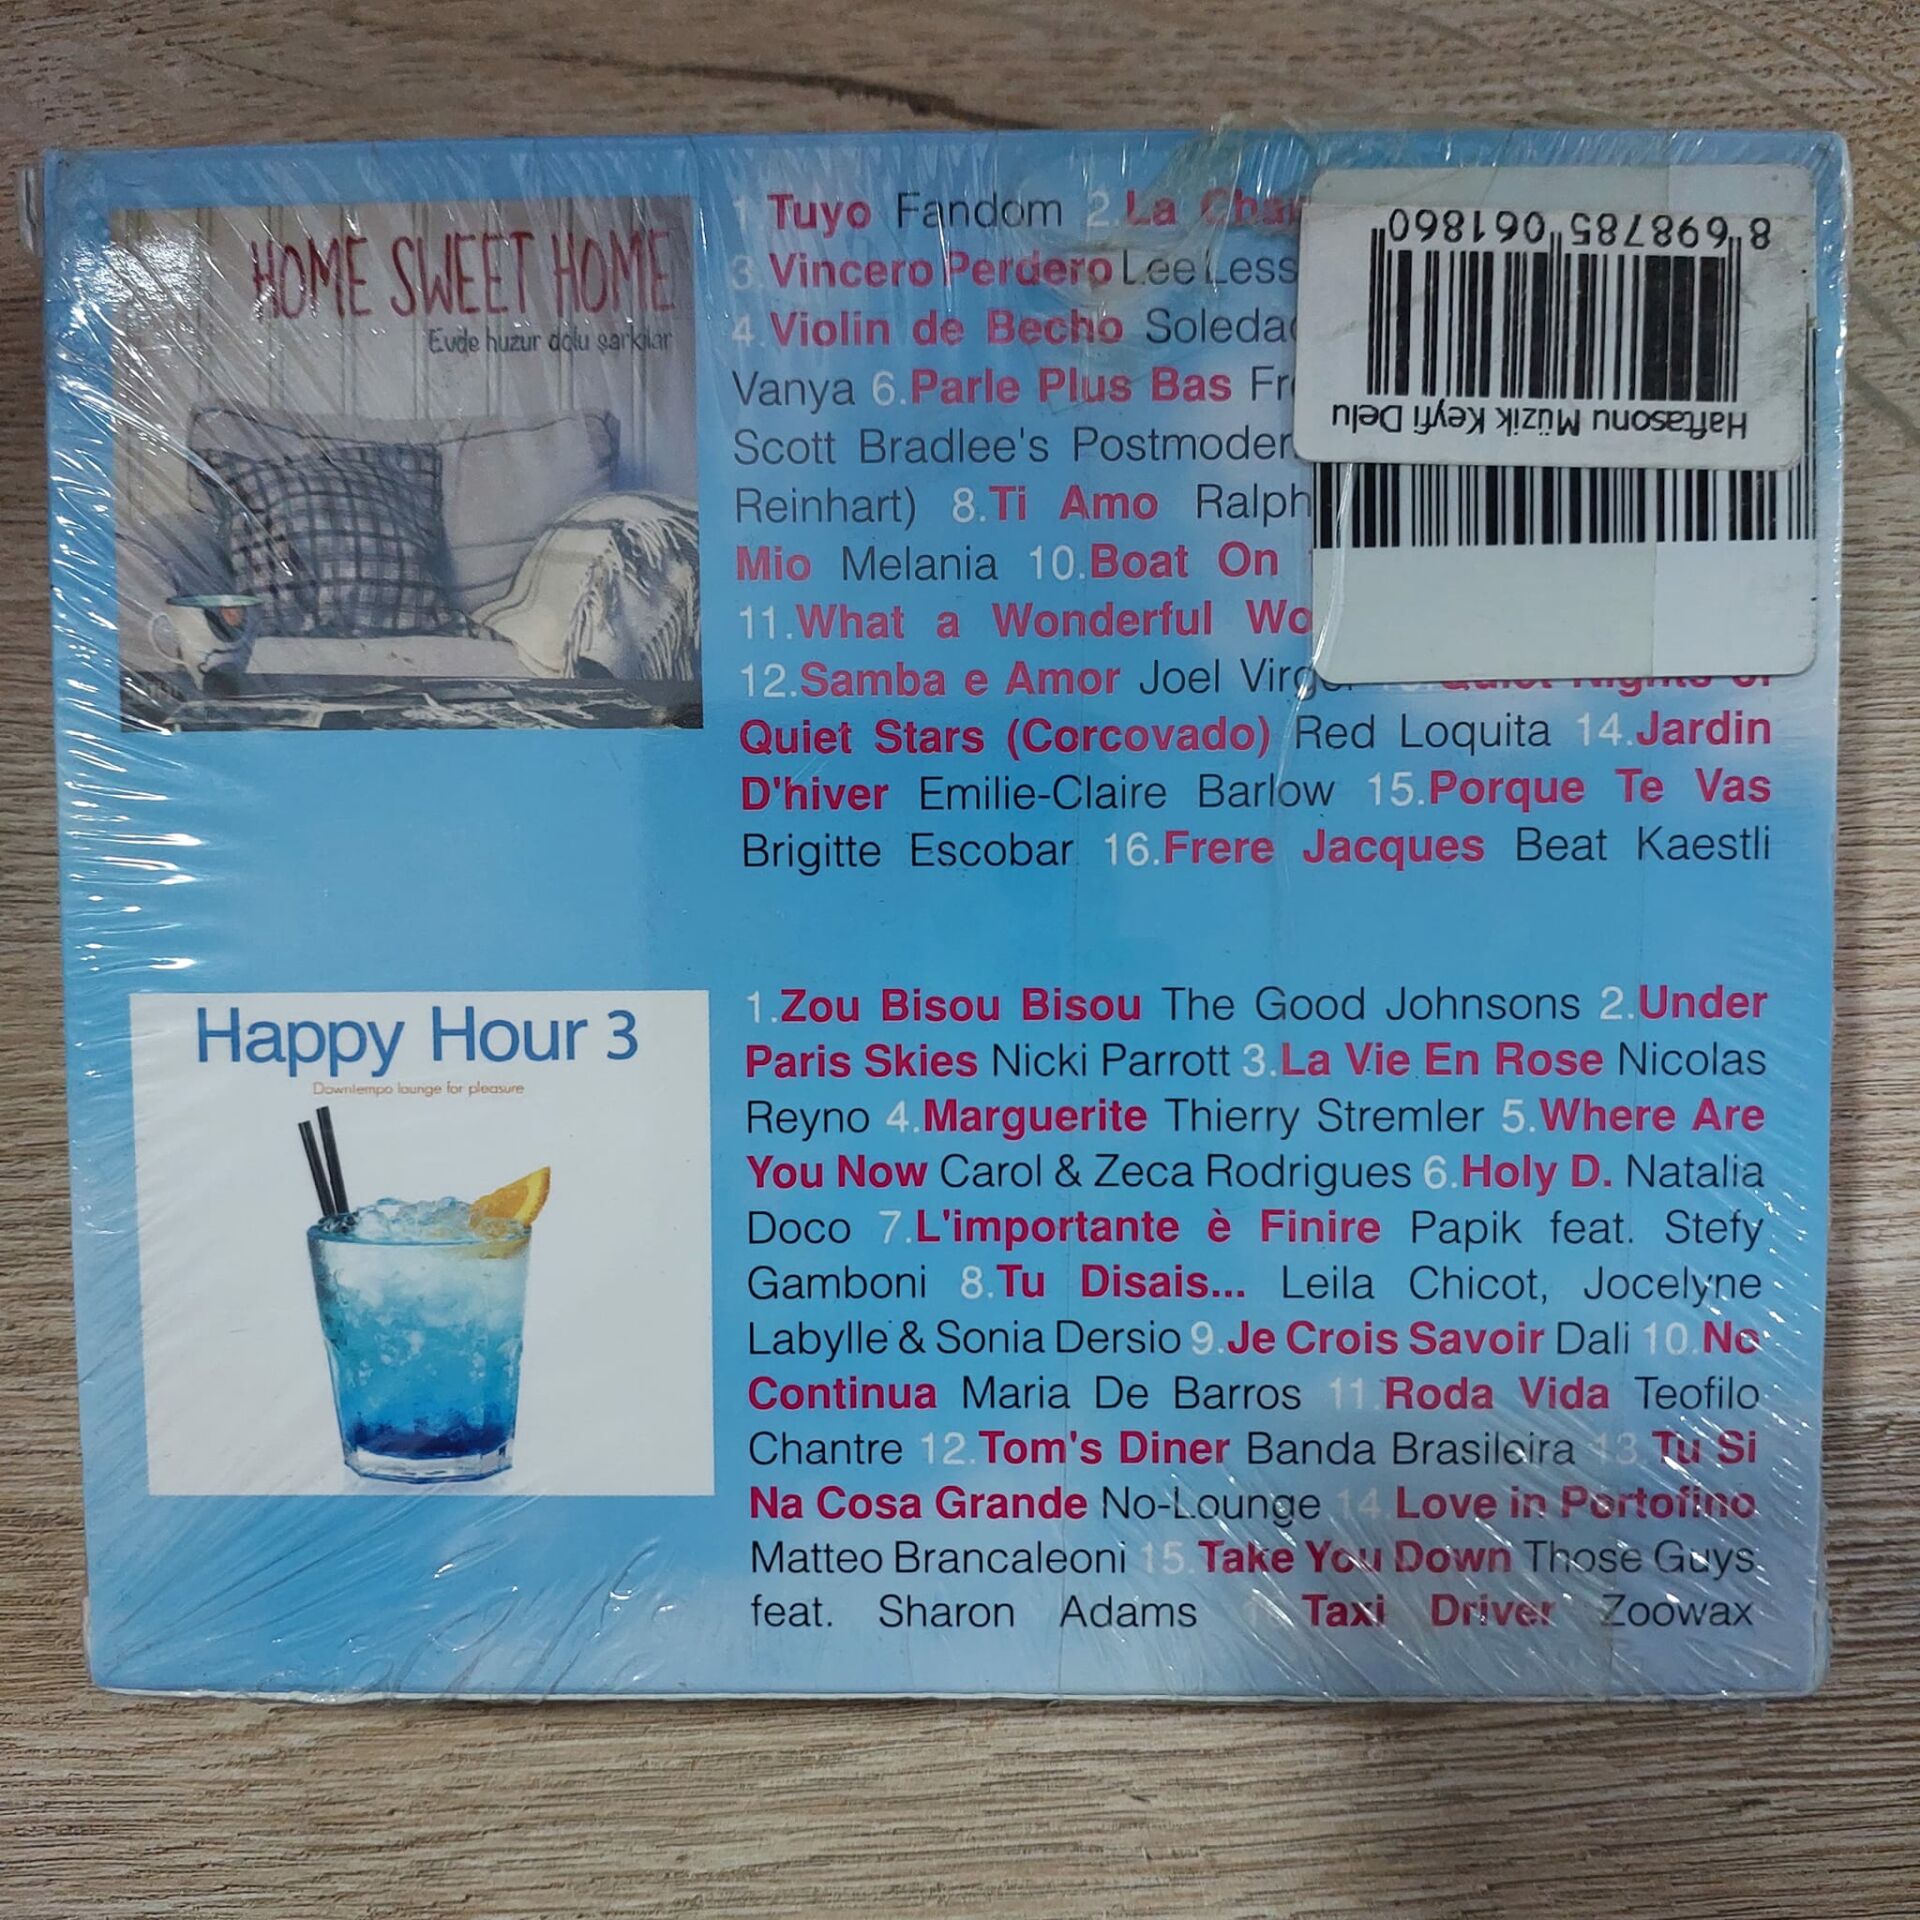 HOME SWEET HOME
Evde huzur dolu şarkılar
1.Tuyo Fandom 2.La
3.Vincero Perdero Lee Less
4.Violin de Becho
Vanya 6.Parle Plus Bas
Scott Bradlee's
Reinhart) 8.Ti Amo Ralph
Mio Melania 10.Boat On
11.What a Wonderful
12.Samba e Amor Joel Quiet Nights of
Quiet Stars (Corcovado) Red Loquita 14.Jardin
D'hiver Emilie-Claire Barlow 15.Porque Te Vas
Brigitte Escobar 16.Frere Jacques Beat Kaestli
8 698785 061860
Haftasonu Müzik Keyfi Delu
Happy Hour 3
Downtempo lounge for pleasure
1.Zou Bisou Bisou The Good Johnsons 2.Under
Paris Skies Nicki Parrott 3.La Vie En Rose Nicolas
Reyno 4.Marguerite Thierry Stremler 5.Where Are
You Now Carol & Zeca Rodrigues 6.Holy D. Natalia
Doco 7.L'importante è Finire Papik feat. Stefy
Gamboni 8.Tu Disais... Leila Chicot, Jocelyne
Labylle & Sonia Dersio 9.Je Crois Savoir Dali 10.No
Continua Maria De Barros 11.Roda Vida Teofilo
Chantre 12.Tom's Diner Banda Brasileira 13.Tu Si
Na Cosa Grande No-Lounge 14.Love in Portofino
Matteo Brancaleoni 15.Take You Down Those Guys
feat. Sharon Adams 16.Taxi Driver Zoowax